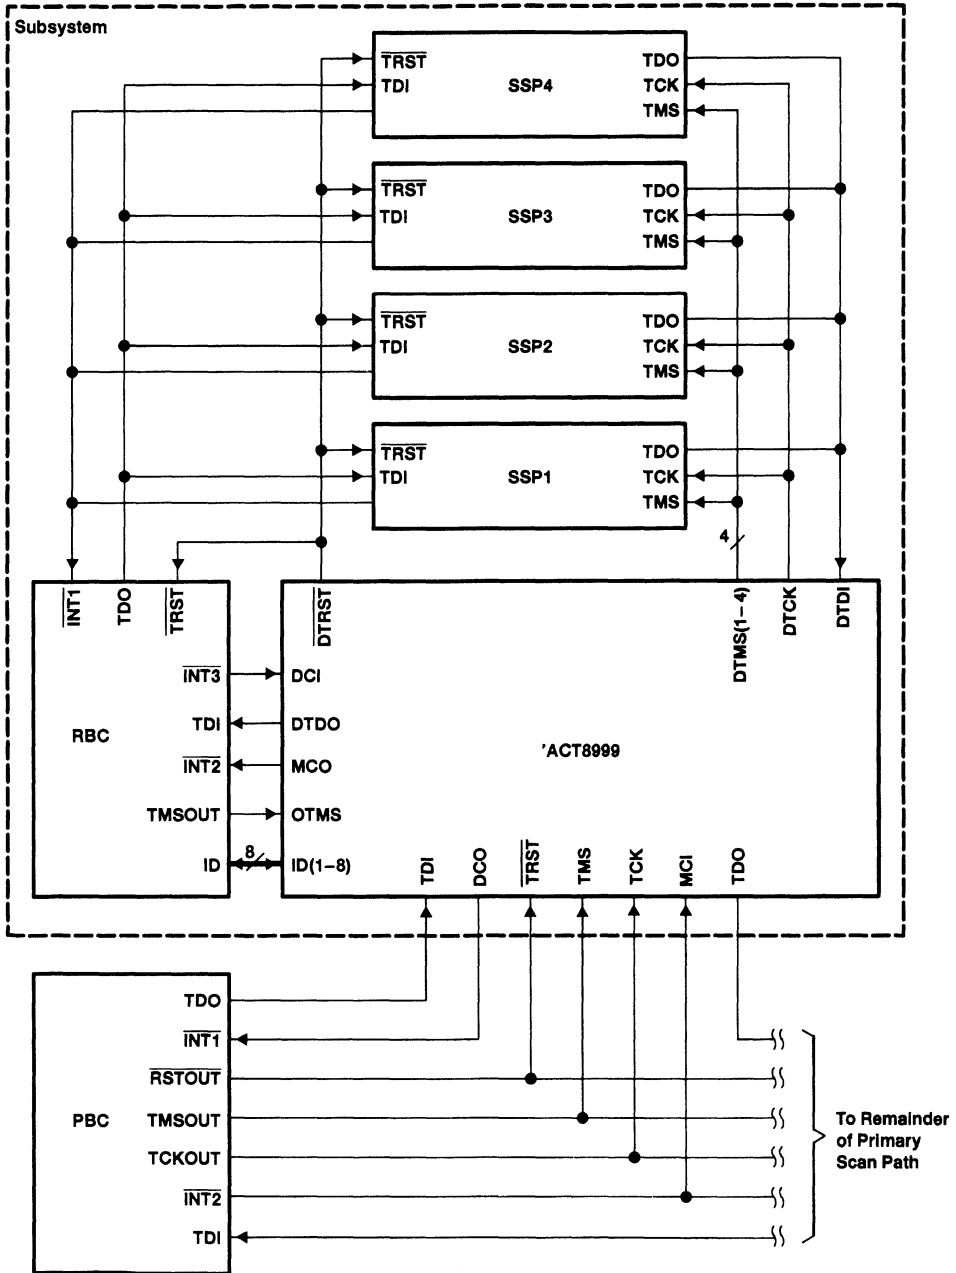 Subsystem
TRST
TDI
SSP4
TDO
TCK
TMS
TRST
TDI
SSP3
TDO
TCK
TMS
TRST
TDI
SSP2
TDO
TCK
TMS
TRST
TDI
SSP1
TDO
TCK
TMS
4
INT1
TDO
TRST
DTRST
DTMS(1–4)
DTCK
DTDI
RBC
INT3
TDI
INT2
TMSOUT
ID
8
DCI
DTDO
MCO
OTMS
ID(1–8)
'ACT8999
TDI
DCO
TRST
TMS
TCK
MCI
TDO
PBC
TDO
INT1
RSTOUT
TMSOUT
TCKOUT
INT2
TDI
To Remainder
of Primary
Scan Path